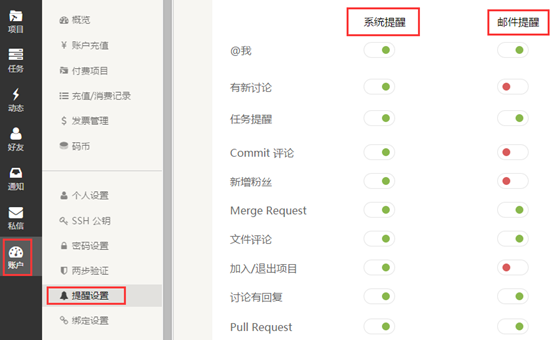 项目
任务
动态
好友
通知
私信
账户
概览
账户充值
付费项目
充值/消费记录
发票管理
码币
个人设置
SSH 公钥
密码设置
两步验证
提醒设置
绑定设置
系统提醒 邮件提醒
@我
有新讨论
任务提醒
Commit 评论
新增粉丝
Merge Request
文件评论
加入/退出项目
讨论有回复
Pull Request